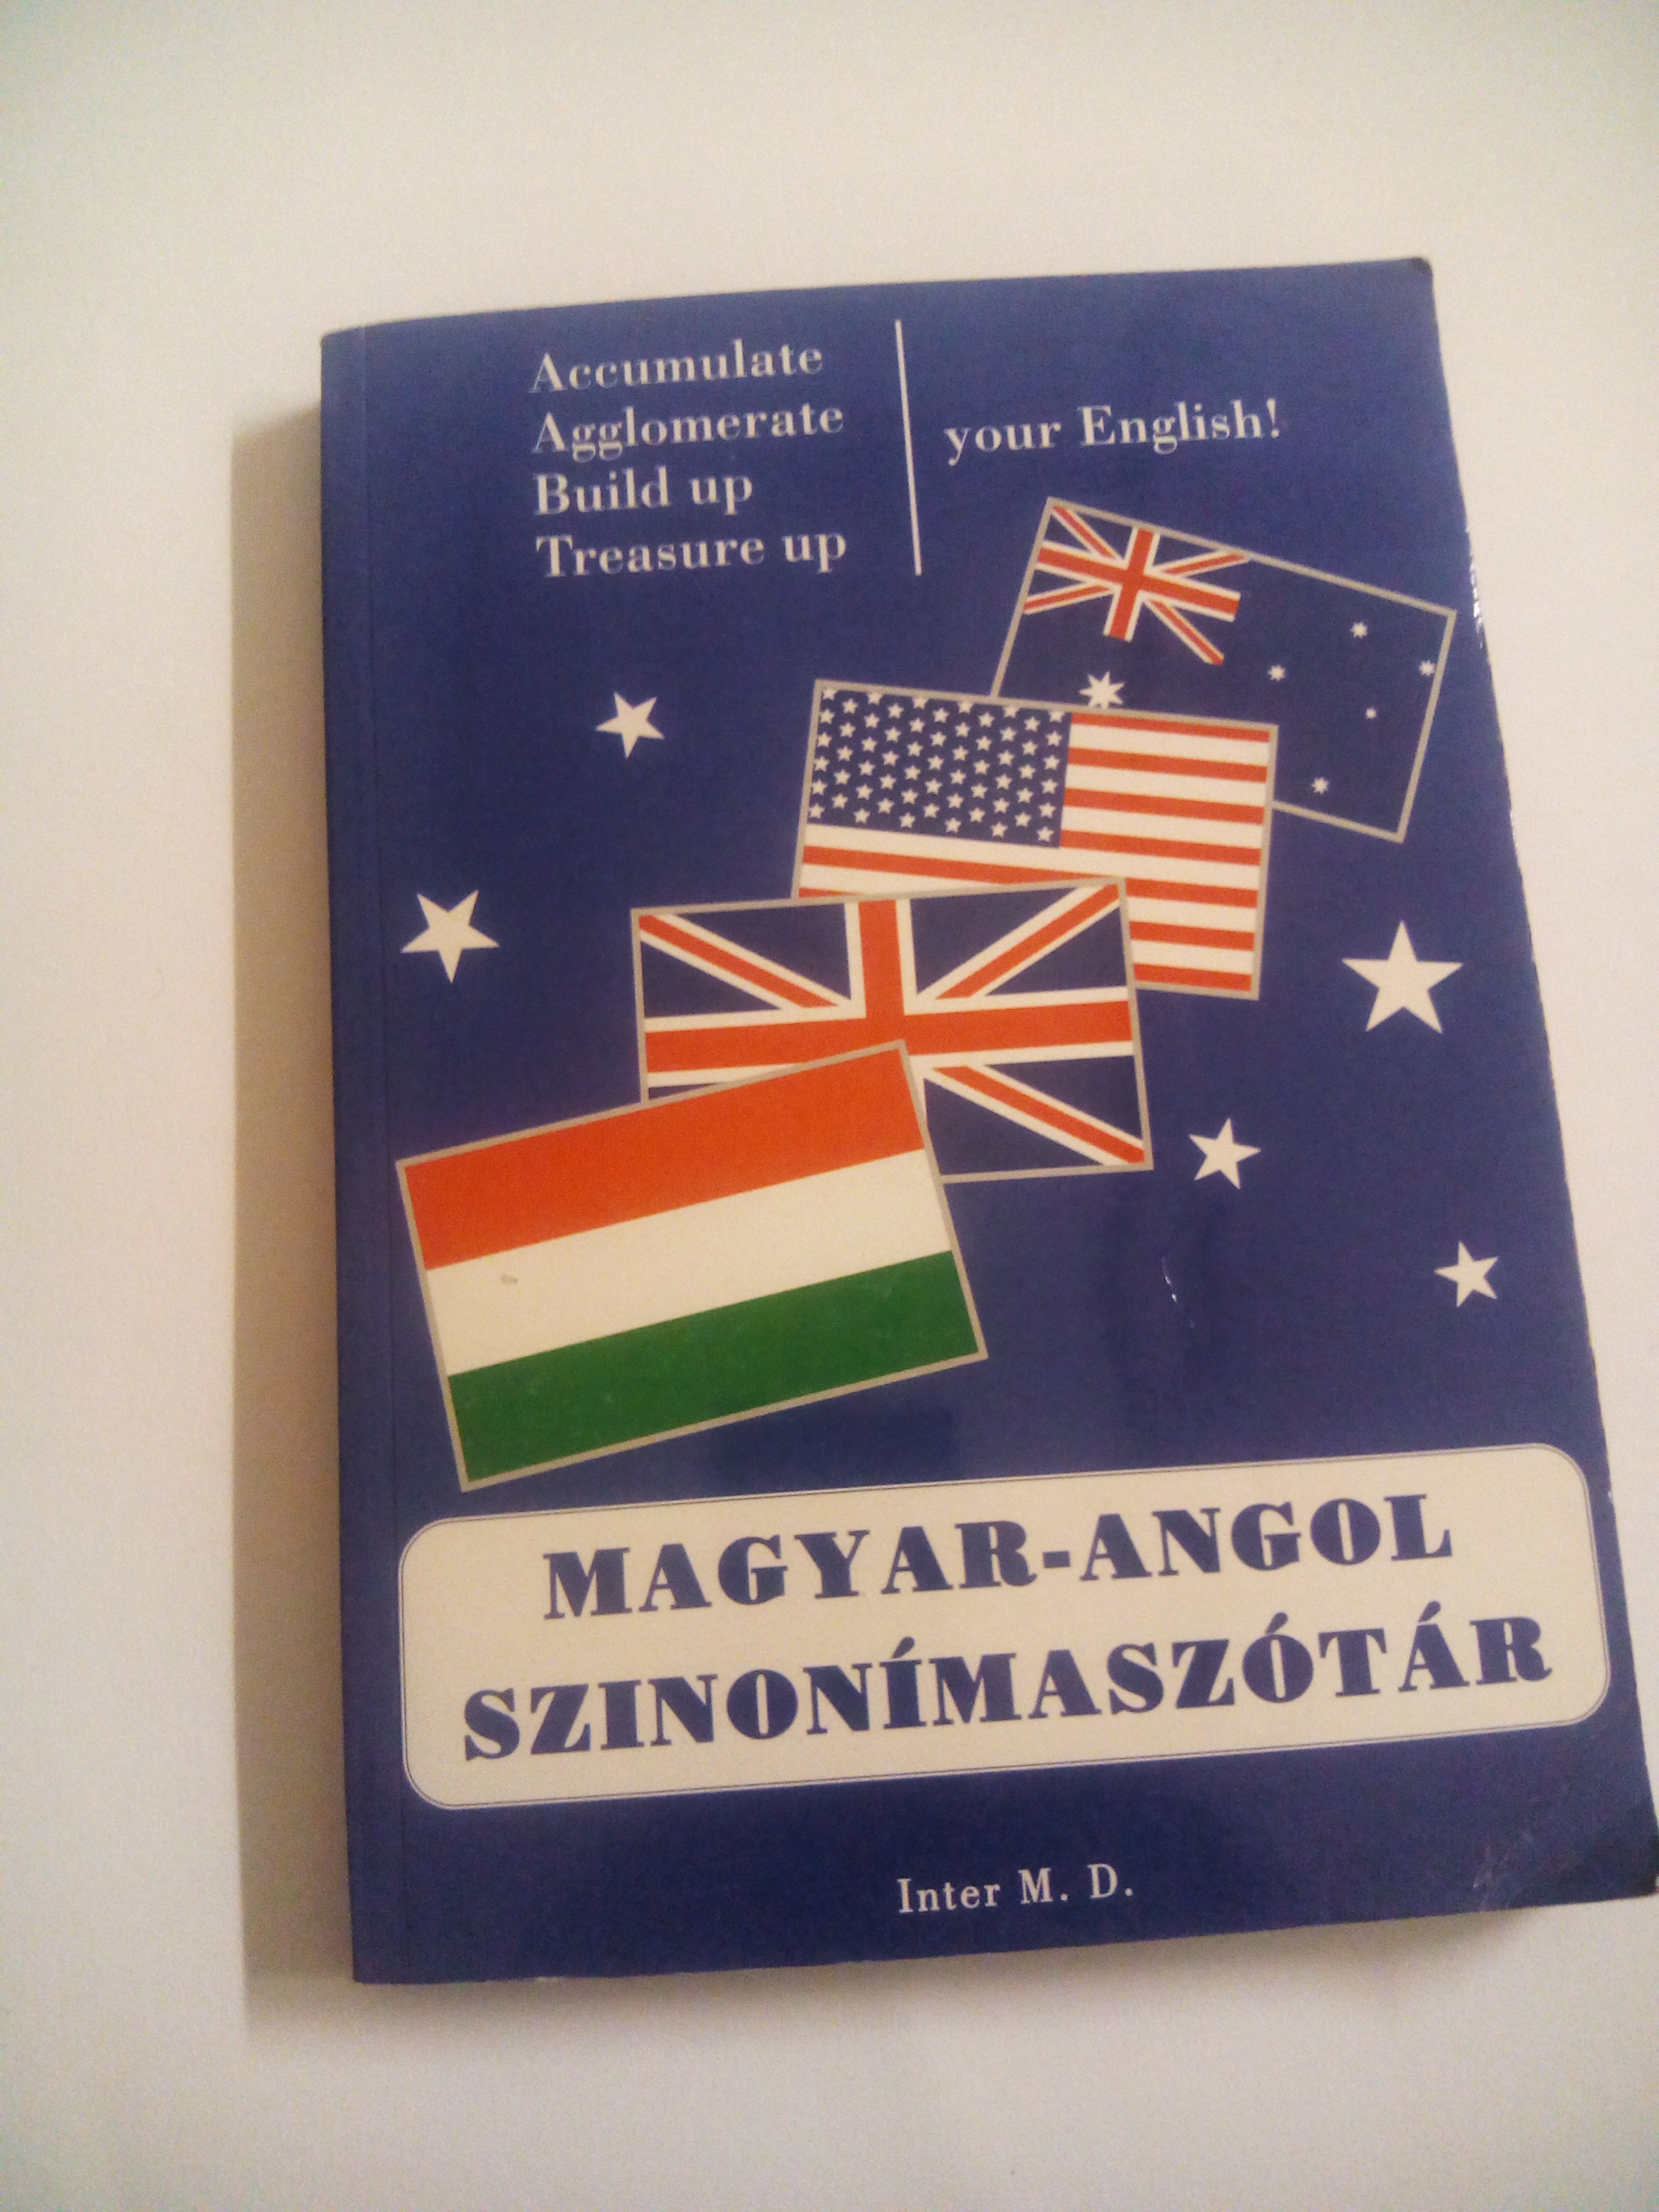 Accumulate
Agglomerate
Build up
Treasure up
your English!
MAGYAR-ANGOL
SZINONÍMASZÓTÁR
Inter M. D.